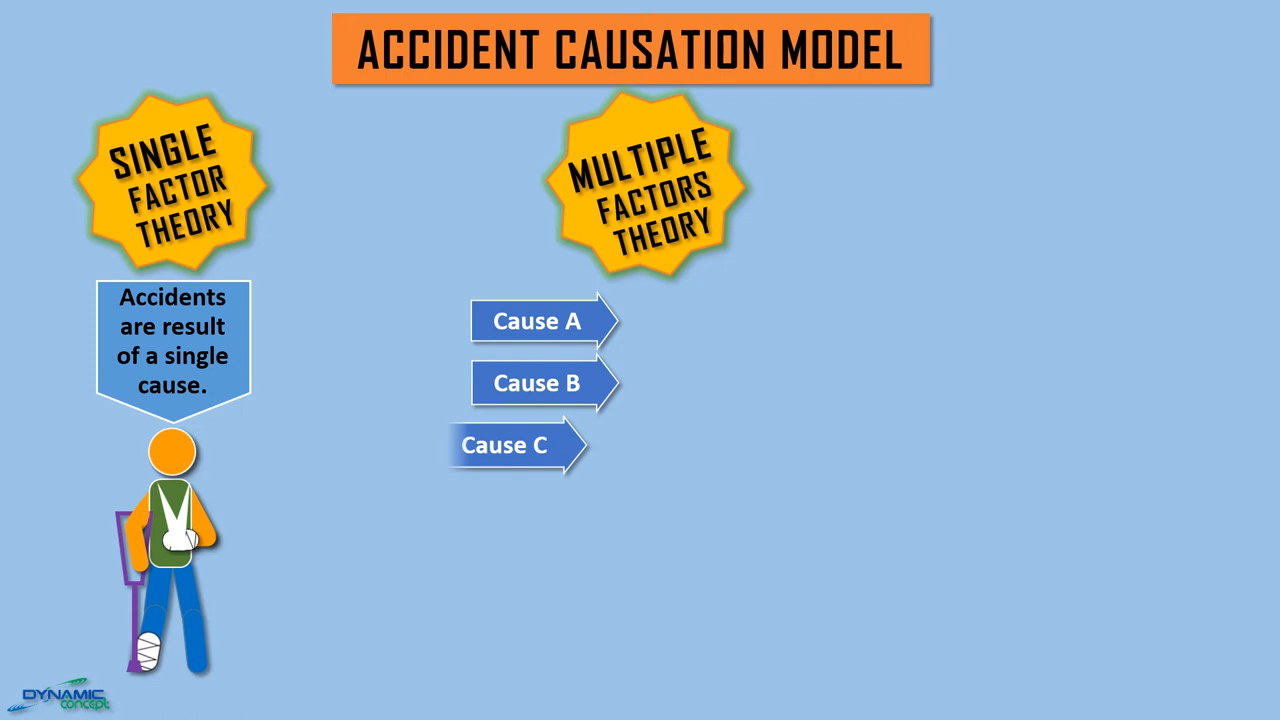 ACCIDENT CAUSATION MODEL
SINGLE
FACTOR
THEORY
Accidents
are result
of a single
cause.
MULTIPLE
FACTORS
THEORY
Cause A
Cause B
Cause C
DYNAMIC
concept